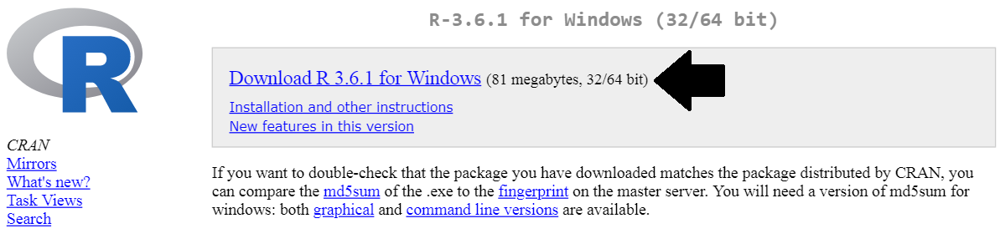 R-3.6.1 for Windows (32/64 bit)
R
Download R 3.6.1 for Windows (81 megabytes, 32/64 bit)
Installation and other instructions
New features in this version
CRAN
Mirrors
What's new?
Task Views
Search
If you want to double-check that the package you have downloaded matches the package distributed by CRAN, you
can compare the md5sum of the .exe to the fingerprint on the master server. You will need a version of md5sum for
windows: both graphical and command line versions are available.